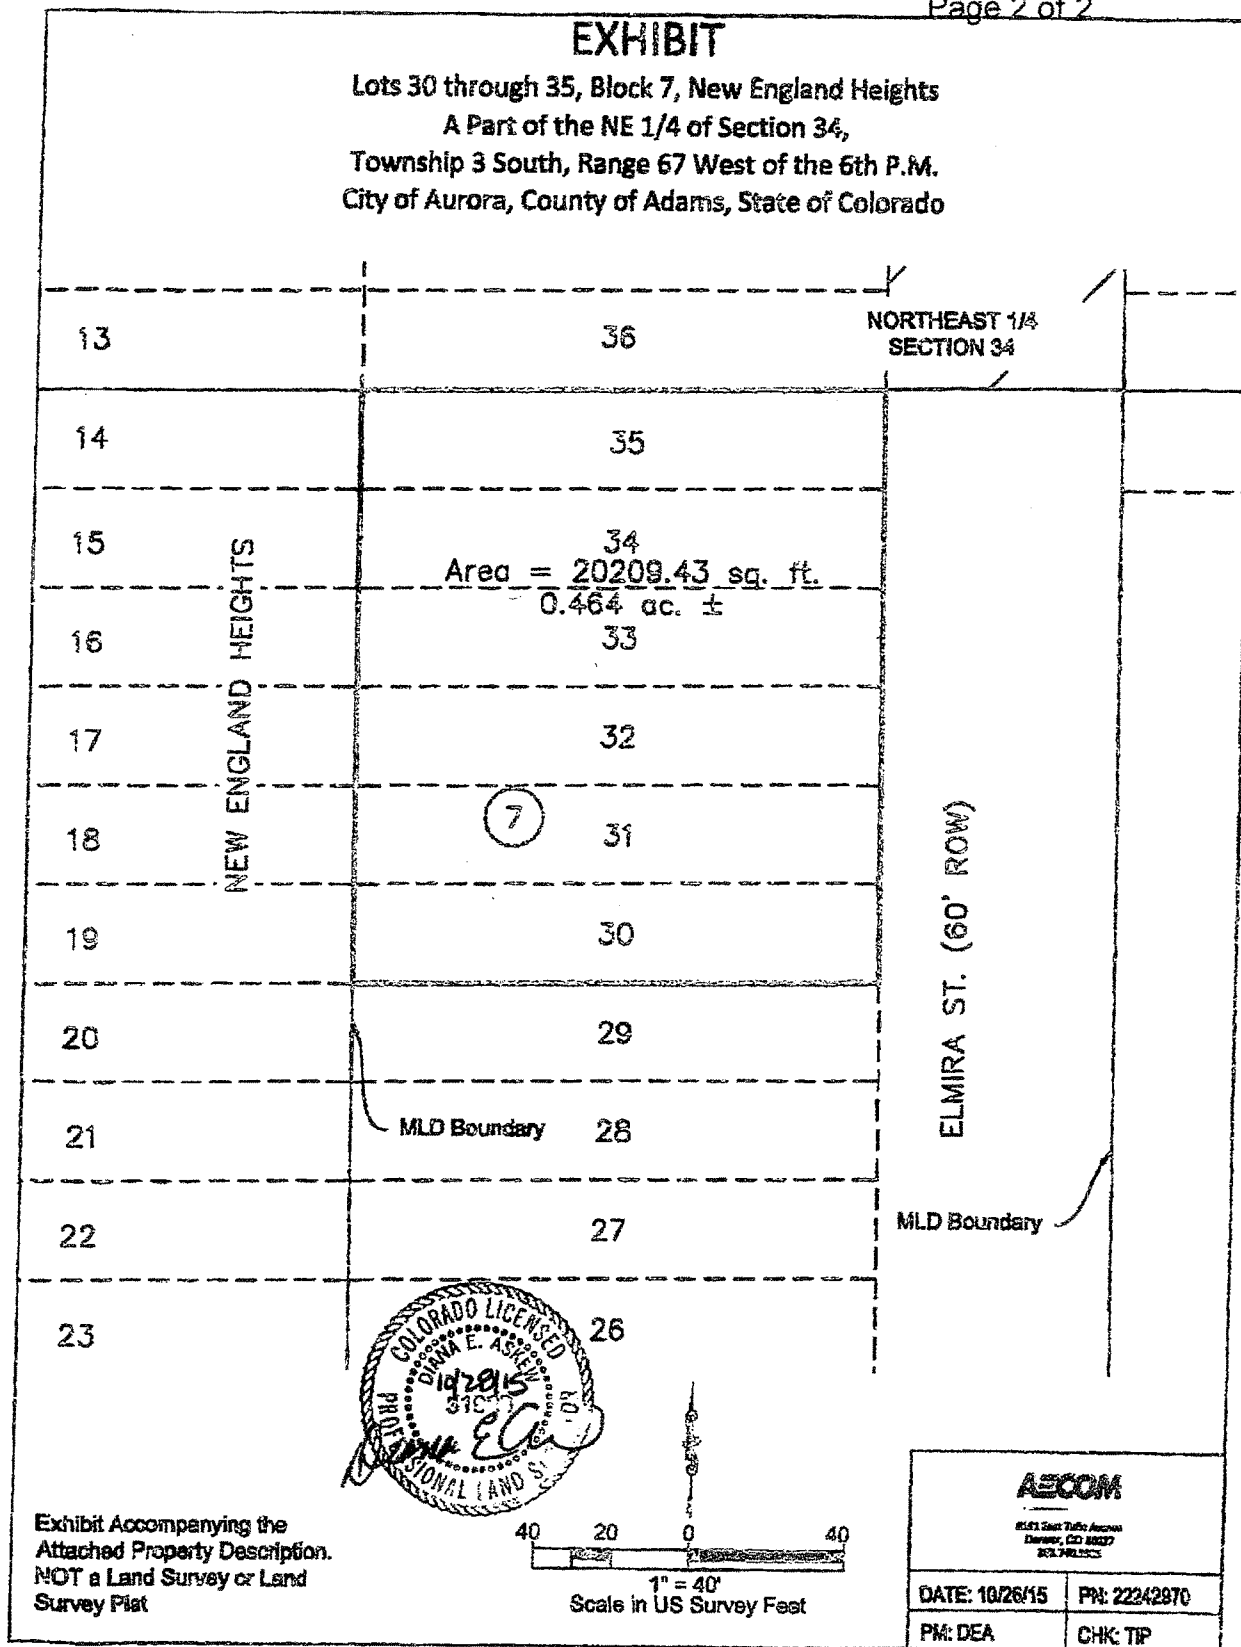 Page 2 of 2
EXHIBIT
Lots 30 through 35, Block 7, New England Heights
A Part of the NE 1/4 of Section 34,
Township 3 South, Range 67 West of the 6th P.M.
City of Aurora, County of Adams, State of Colorado
13
36
NORTHEAST 1/4
SECTION 34
14
35
15
34
Area = 20209.43 sq. ft.
0.464 ac. ±
16
33
NEW ENGLAND HEIGHTS
17
32
7
18
31
19
30
ELMIRA ST. (60' ROW)
20
29
21
MLD Boundary
28
22
27
MLD Boundary
23
26
COLORADO LICENSED
DIANA E. ASKEW
10/28/15
PROFESSIONAL LAND
Exhibit Accompanying the
Attached Property Description.
NOT a Land Survey or Land
Survey Plat
40 20 0 40
1" = 40'
Scale in US Survey Feet
AECOM
DATE: 10/26/15
PN: 22242970
PM: DEA
CHK: TIP